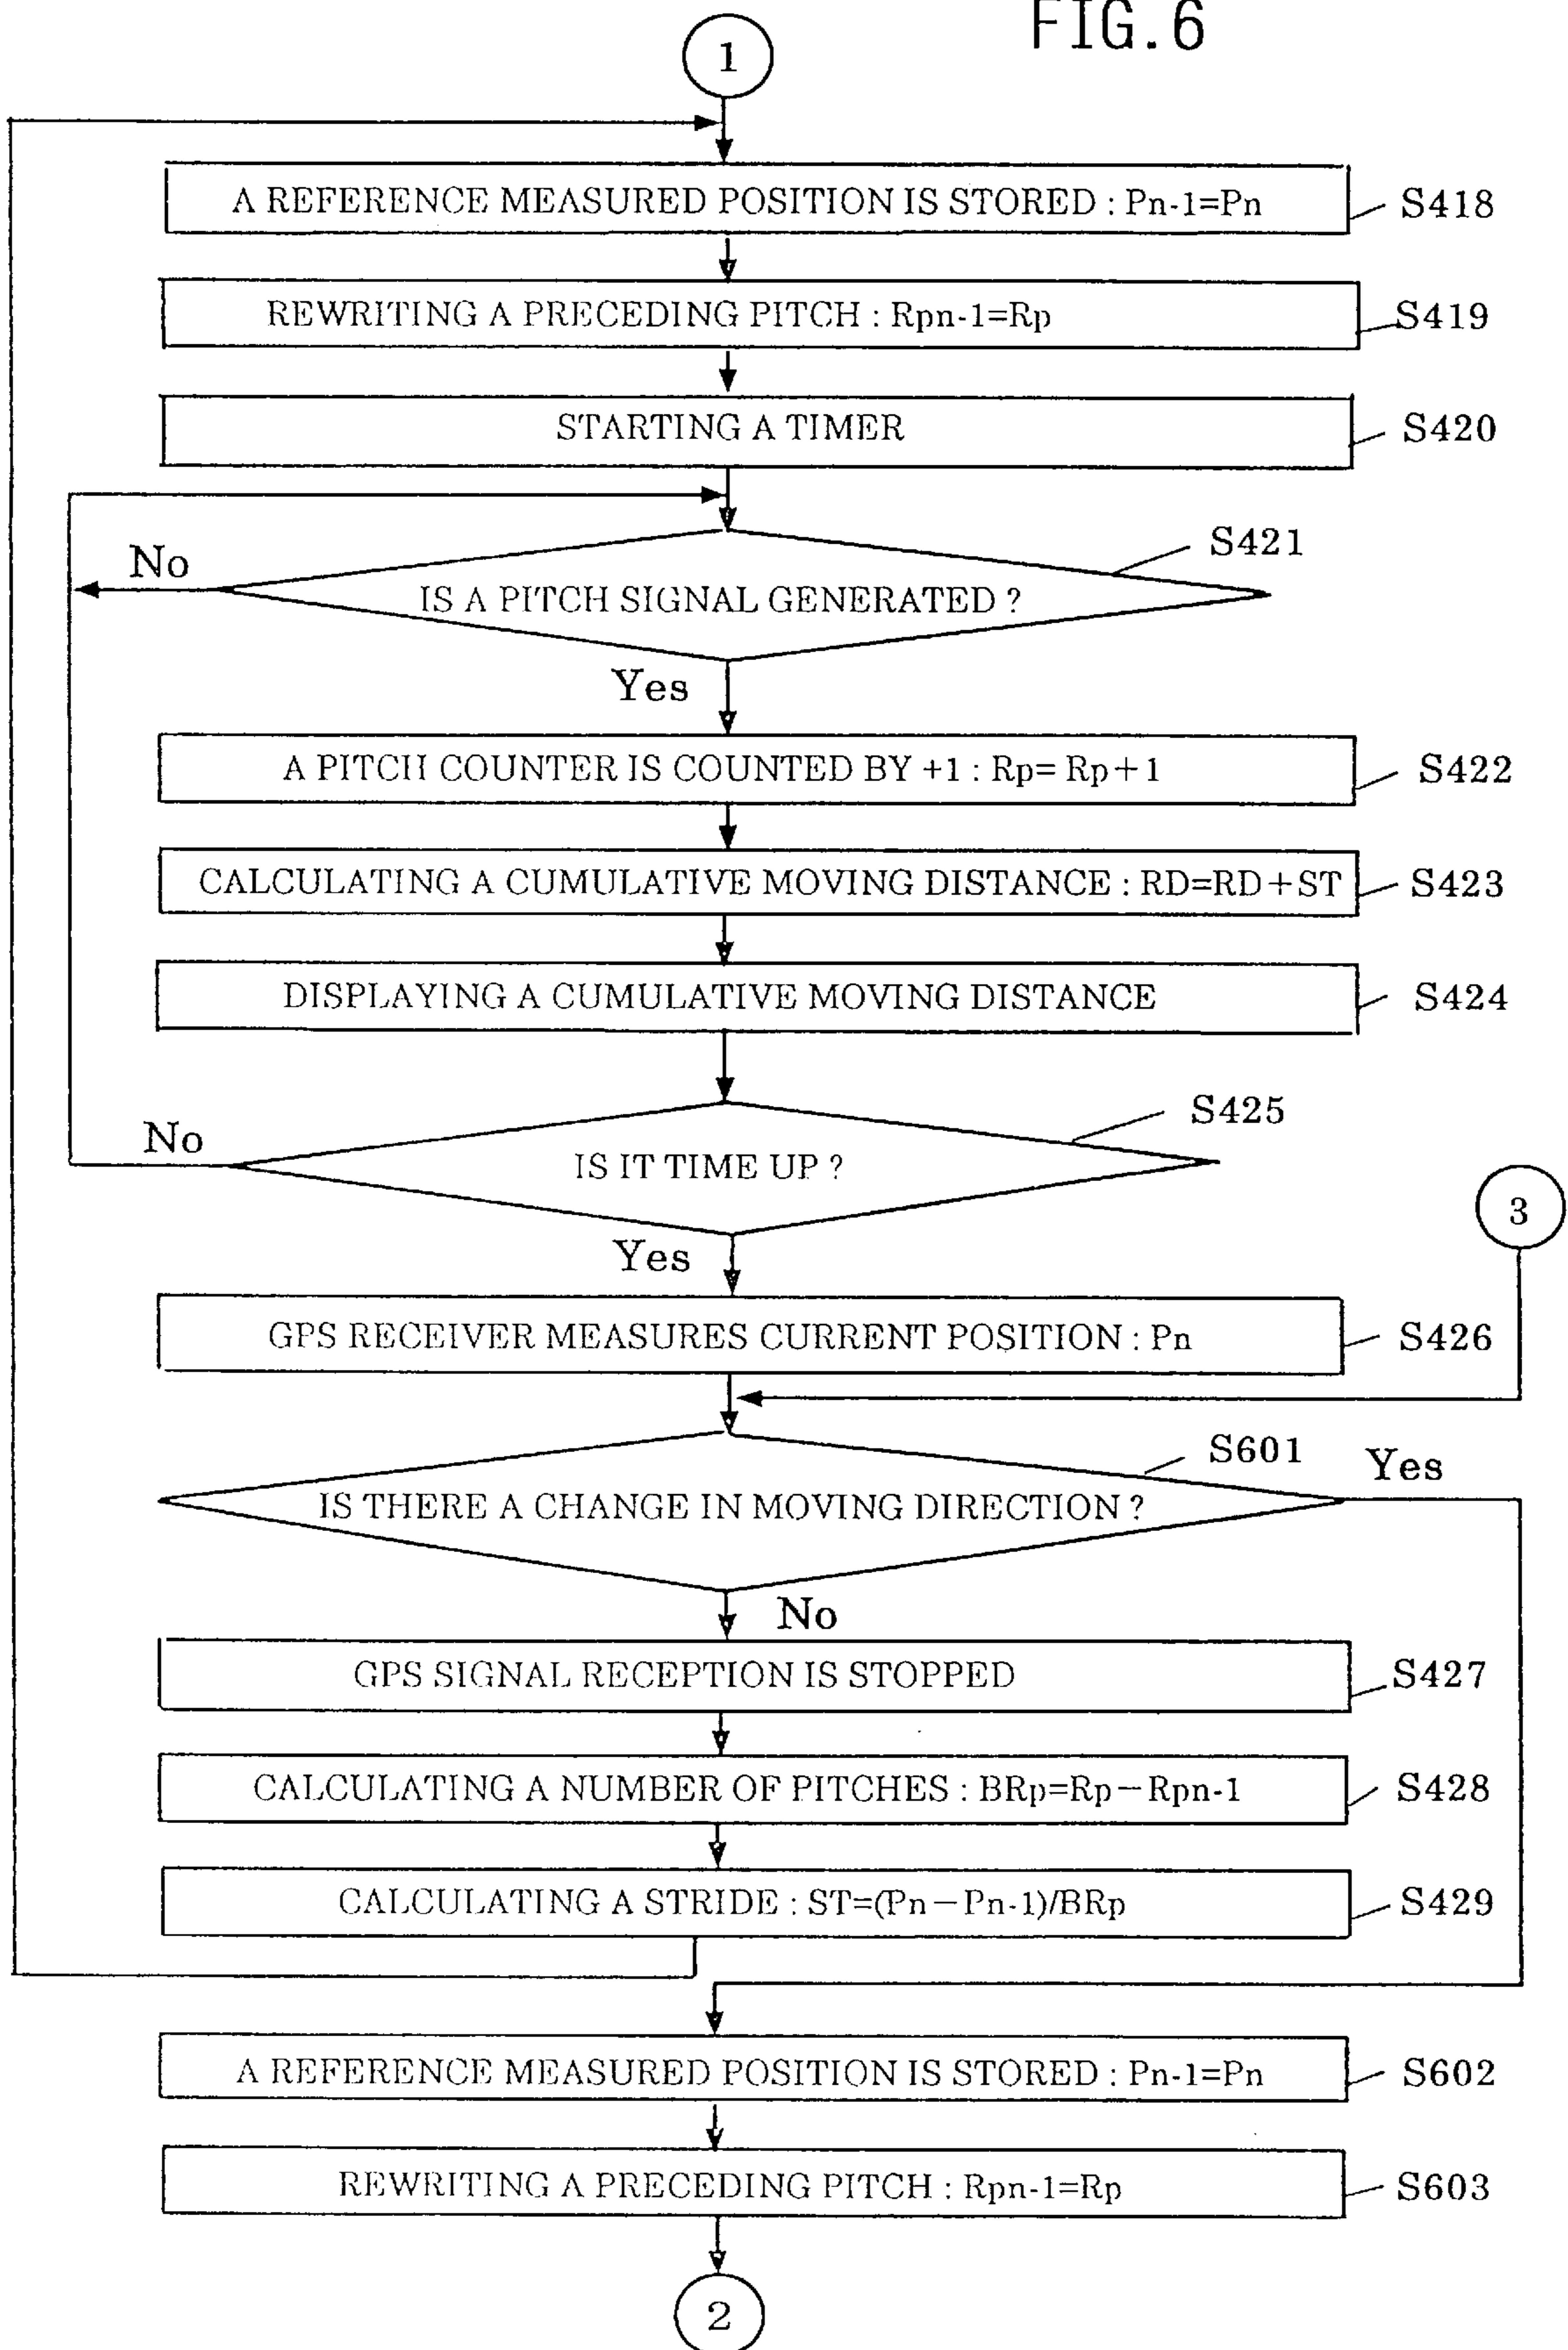 FIG.6
1
A REFERENCE MEASURED POSITION IS STORED : Pn-1=Pn
S418
REWRITING A PRECEDING PITCH : Rpn-1=Rp
S419
STARTING A TIMER
S420
S421
No
IS A PITCH SIGNAL GENERATED ?
Yes
A PITCH COUNTER IS COUNTED BY +1 : Rp= Rp+1
S422
CALCULATING A CUMULATIVE MOVING DISTANCE : RD=RD+ST
S423
DISPLAYING A CUMULATIVE MOVING DISTANCE
S424
S425
No
IS IT TIME UP ?
3
Yes
GPS RECEIVER MEASURES CURRENT POSITION : Pn
S426
S601
Yes
IS THERE A CHANGE IN MOVING DIRECTION ?
No
GPS SIGNAL RECEPTION IS STOPPED
S427
CALCULATING A NUMBER OF PITCHES : BRp=Rp−Rpn-1
S428
CALCULATING A STRIDE : ST=(Pn−Pn-1)/BRp
S429
A REFERENCE MEASURED POSITION IS STORED : Pn-1=Pn
S602
REWRITING A PRECEDING PITCH : Rpn-1=Rp
S603
2